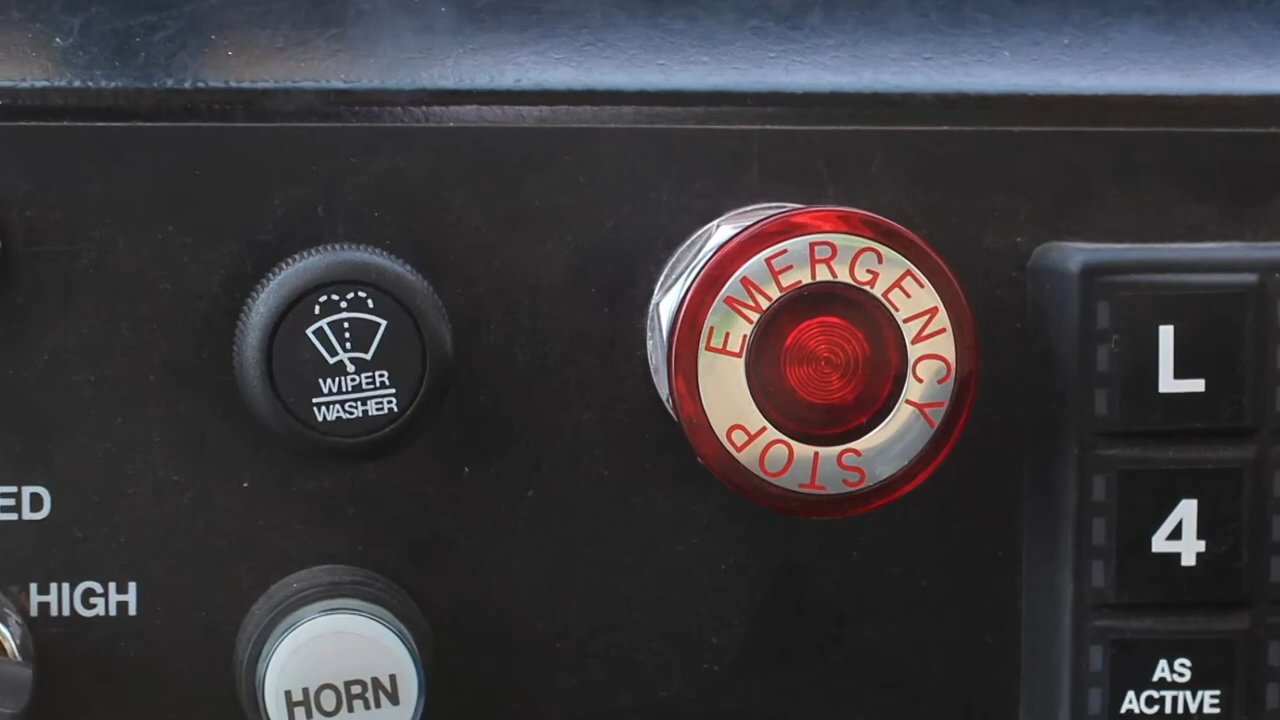 WIPER
WASHER
EMERGENCY
STOP
L
4
ED
HIGH
HORN
AS
ACTIVE